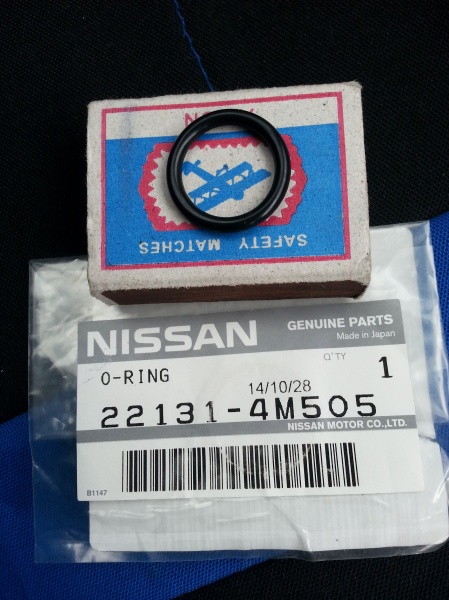 SAFETY MATCHES
NISSAN
GENUINE PARTS
Made in Japan
O-RING
Q'TY
1
14/10/28
22131-4M505
NISSAN MOTOR CO.,LTD.
B1147